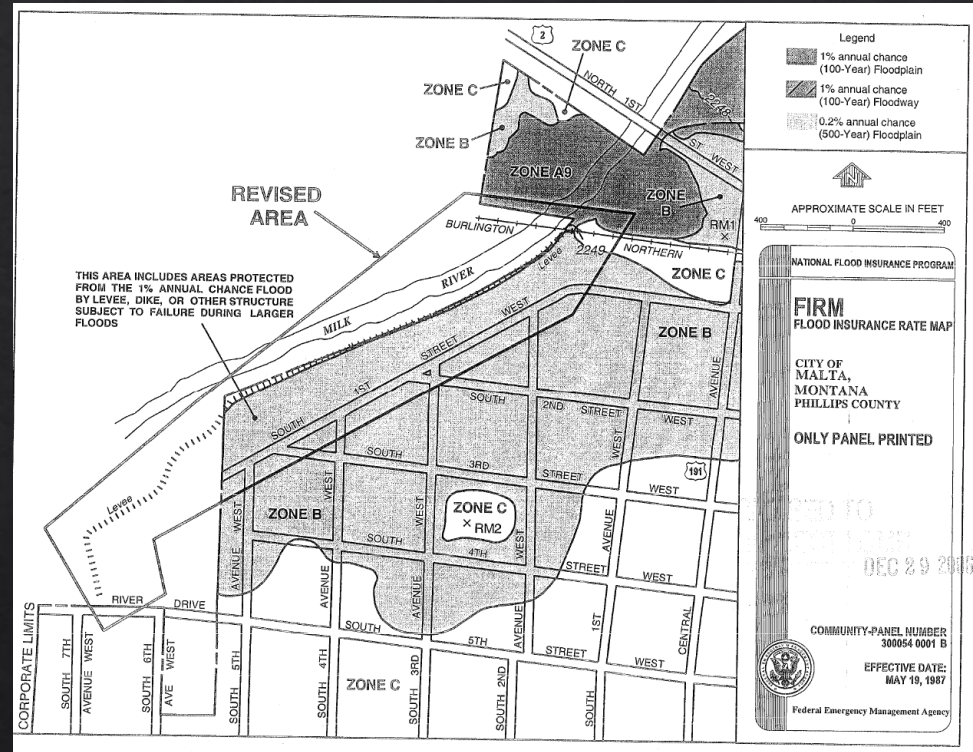 2
ZONE C
ZONE C
ZONE B
NORTH 1ST
ST WEST
2248
ZONE A9
ZONE
B
RM1
REVISED
AREA
BURLINGTON
NORTHERN
2249
Levee
ZONE C
THIS AREA INCLUDES AREAS PROTECTED
FROM THE 1% ANNUAL CHANCE FLOOD
BY LEVEE, DIKE, OR OTHER STRUCTURE
SUBJECT TO FAILURE DURING LARGER
FLOODS
MILK RIVER
SOUTH 1ST STREET WEST
ZONE B
AVENUE
SOUTH 2ND STREET WEST
WEST
SOUTH 3RD STREET WEST
191
Levee
ZONE B
ZONE C
RM2
WEST
WEST
WEST
WEST
SOUTH 4TH STREET WEST
AVENUE
AVENUE
AVENUE
AVENUE
AVENUE
RIVER DRIVE
SOUTH 5TH STREET WEST
CORPORATE LIMITS
SOUTH 7TH
AVENUE WEST
SOUTH 6TH
AVE WEST
SOUTH 5TH
SOUTH 4TH
SOUTH 3RD
SOUTH 2ND
SOUTH 1ST
CENTRAL
ZONE C
Legend
1% annual chance
(100-Year) Floodplain
1% annual chance
(100-Year) Floodway
0.2% annual chance
(500-Year) Floodplain
N
APPROXIMATE SCALE IN FEET
400 0 400
NATIONAL FLOOD INSURANCE PROGRAM
FIRM
FLOOD INSURANCE RATE MAP
CITY OF
MALTA,
MONTANA
PHILLIPS COUNTY
ONLY PANEL PRINTED
DEC 29
COMMUNITY-PANEL NUMBER
300054 0001 B
EFFECTIVE DATE:
MAY 19, 1987
Federal Emergency Management Agency